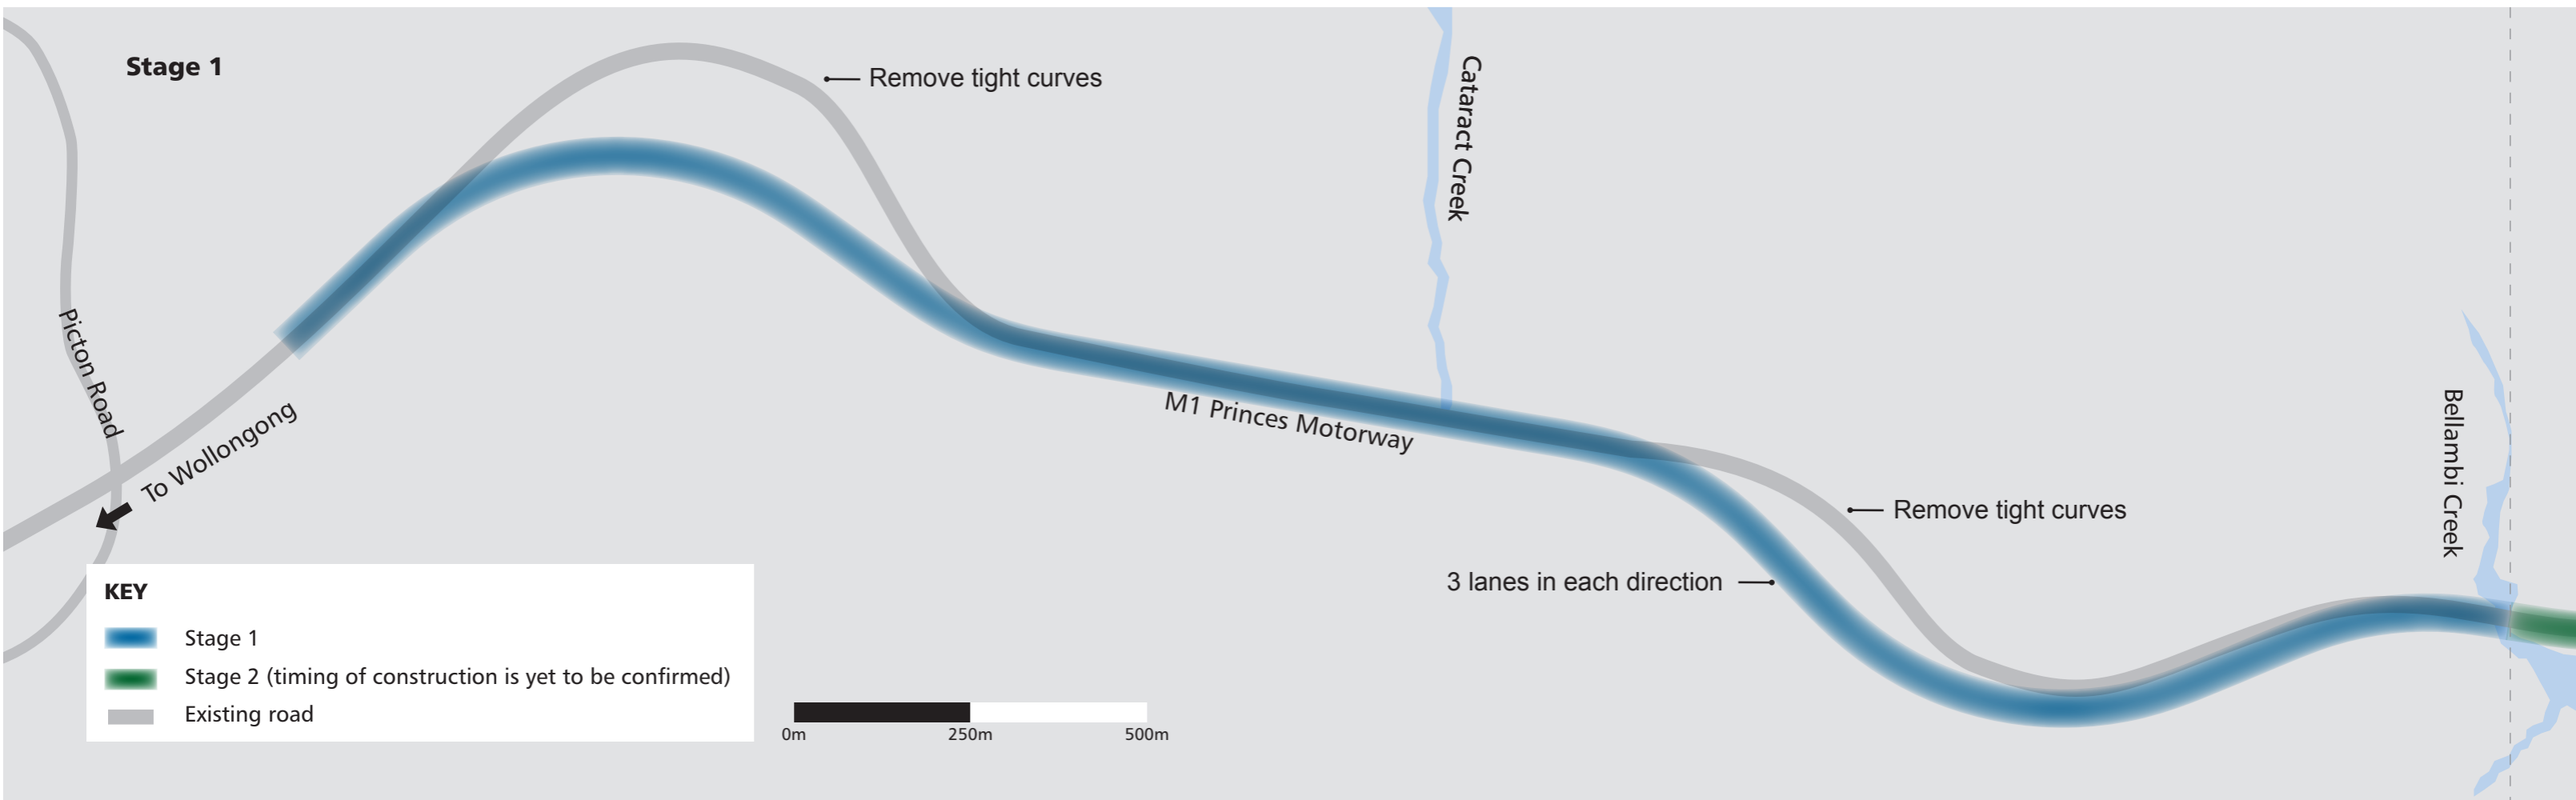 Stage 1
Remove tight curves
Cataract Creek
Picton Road
To Wollongong
M1 Princes Motorway
Remove tight curves
3 lanes in each direction
Bellambi Creek
KEY
Stage 1
Stage 2 (timing of construction is yet to be confirmed)
Existing road
0m 250m 500m